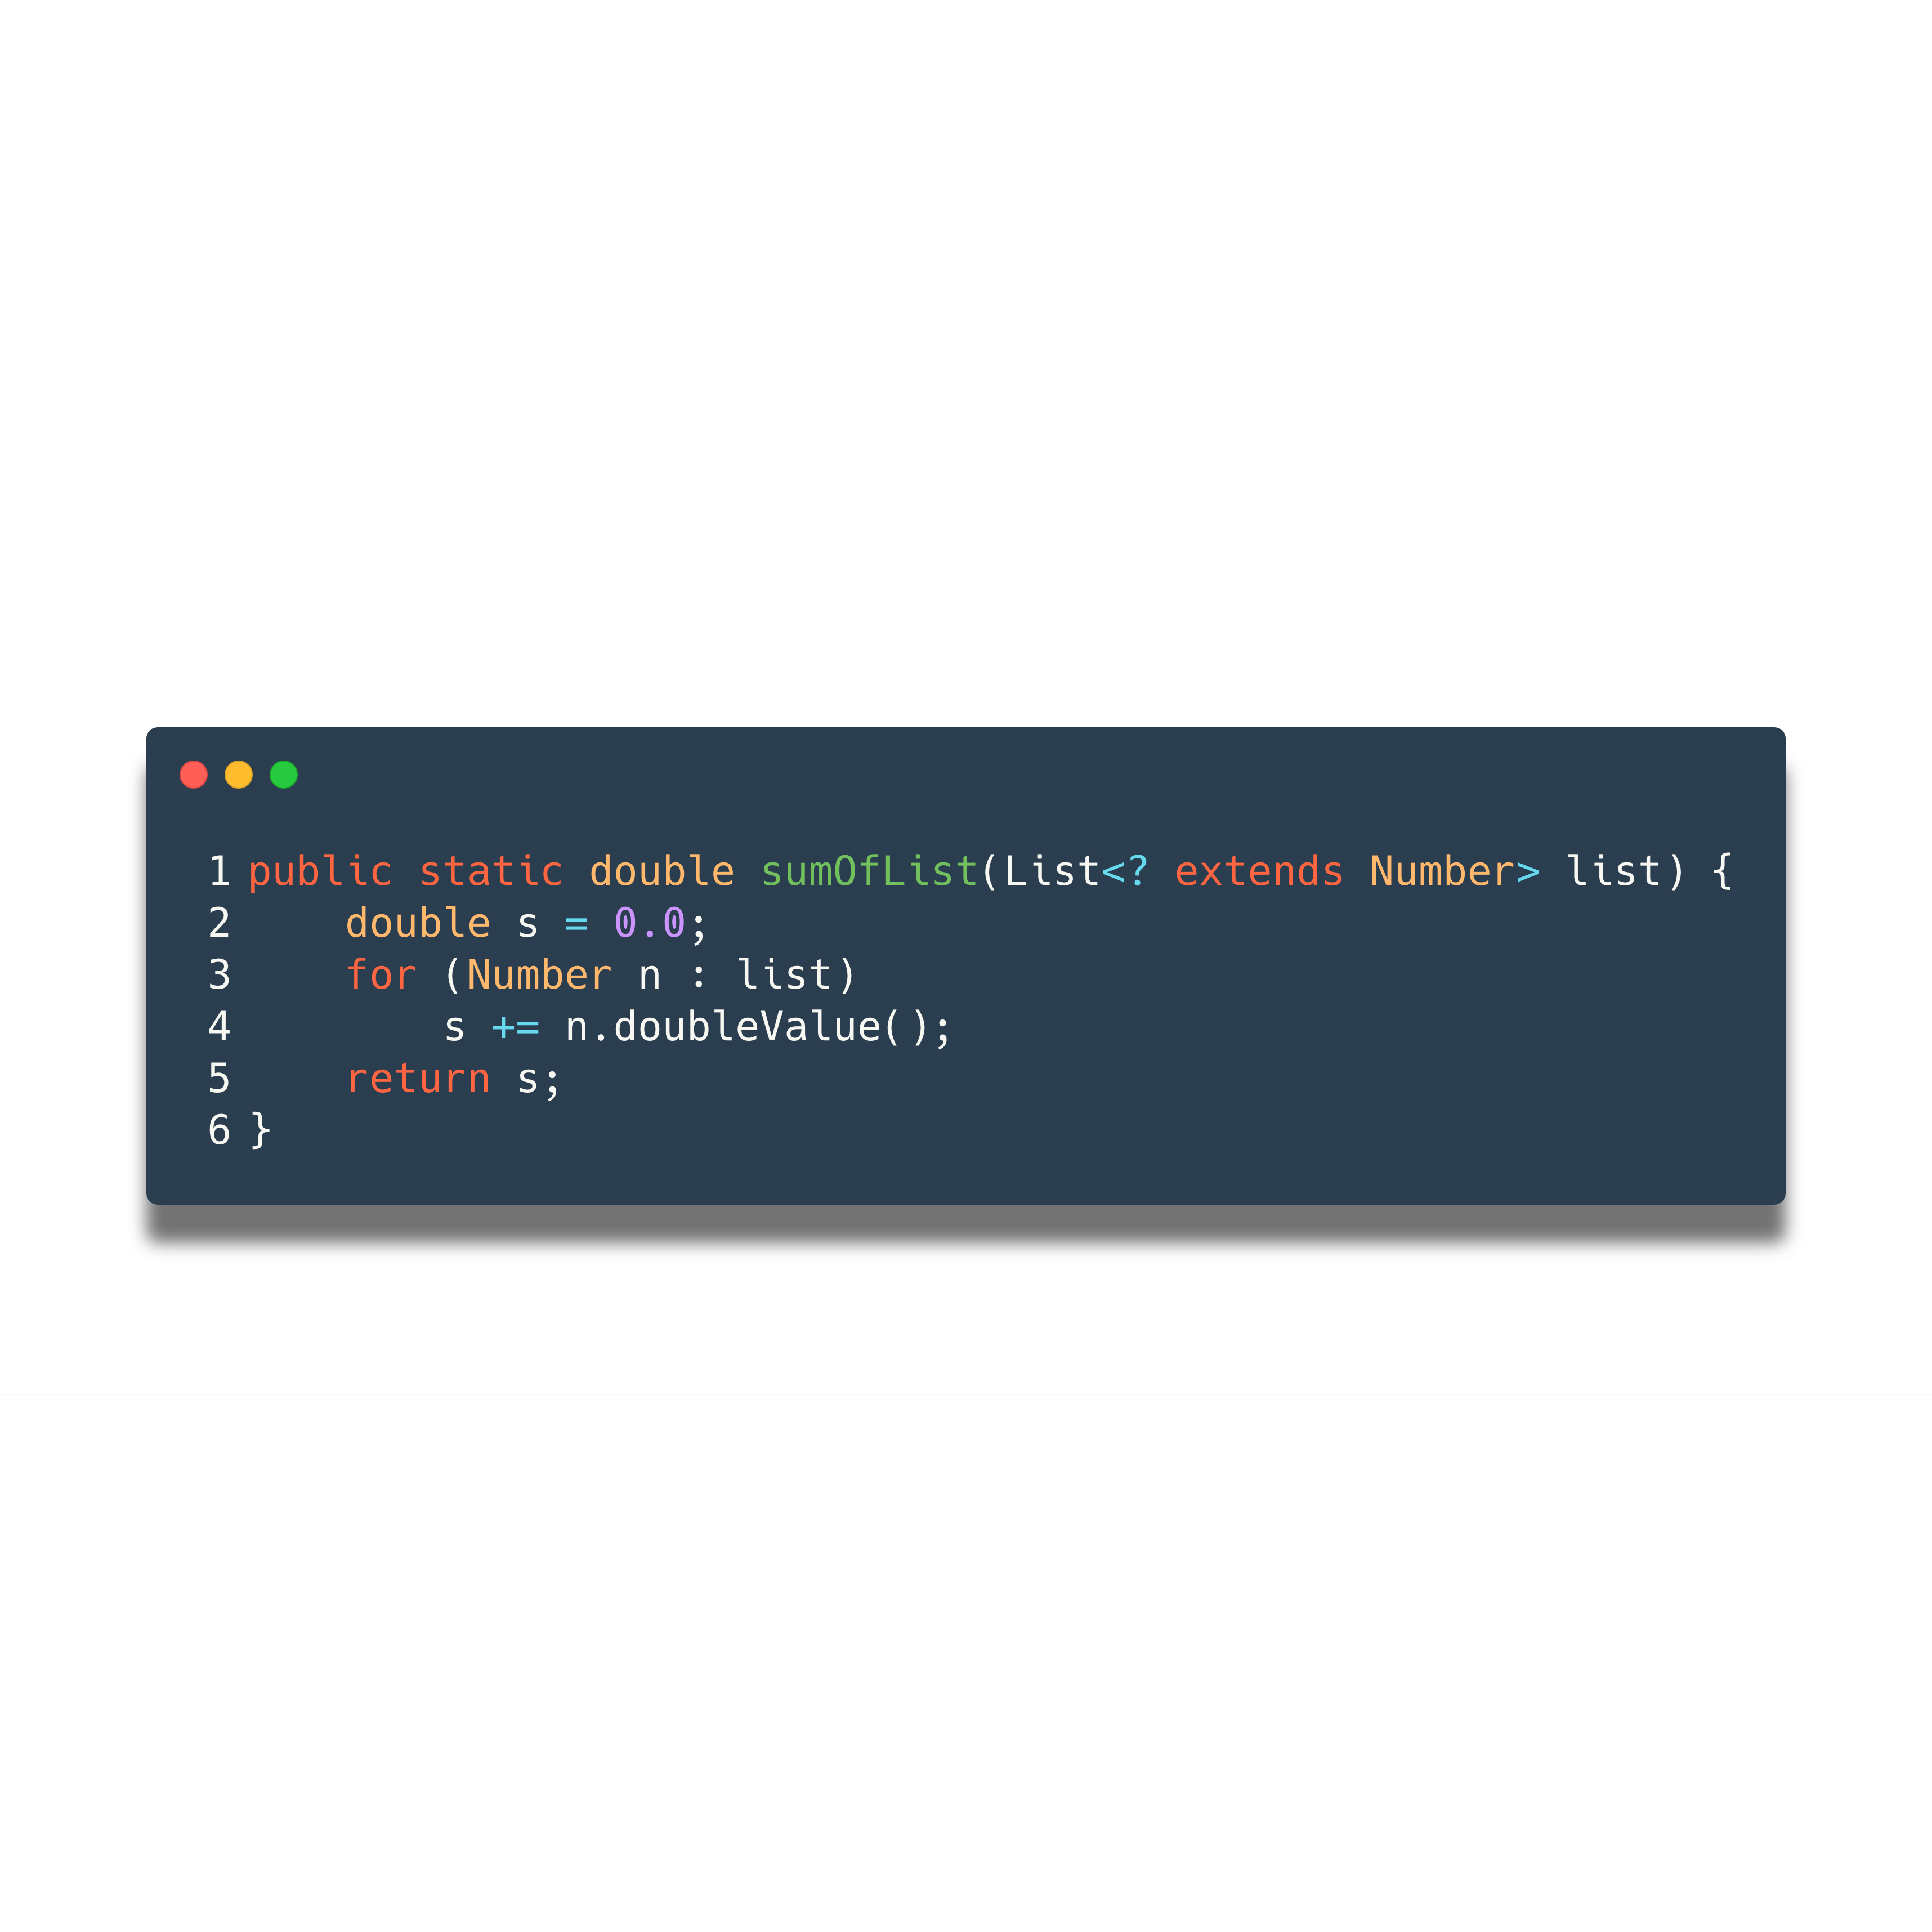 1 public static double sumOfList(List<? extends Number> list) {
2     double s = 0.0;
3     for (Number n : list)
4         s += n.doubleValue();
5     return s;
6 }